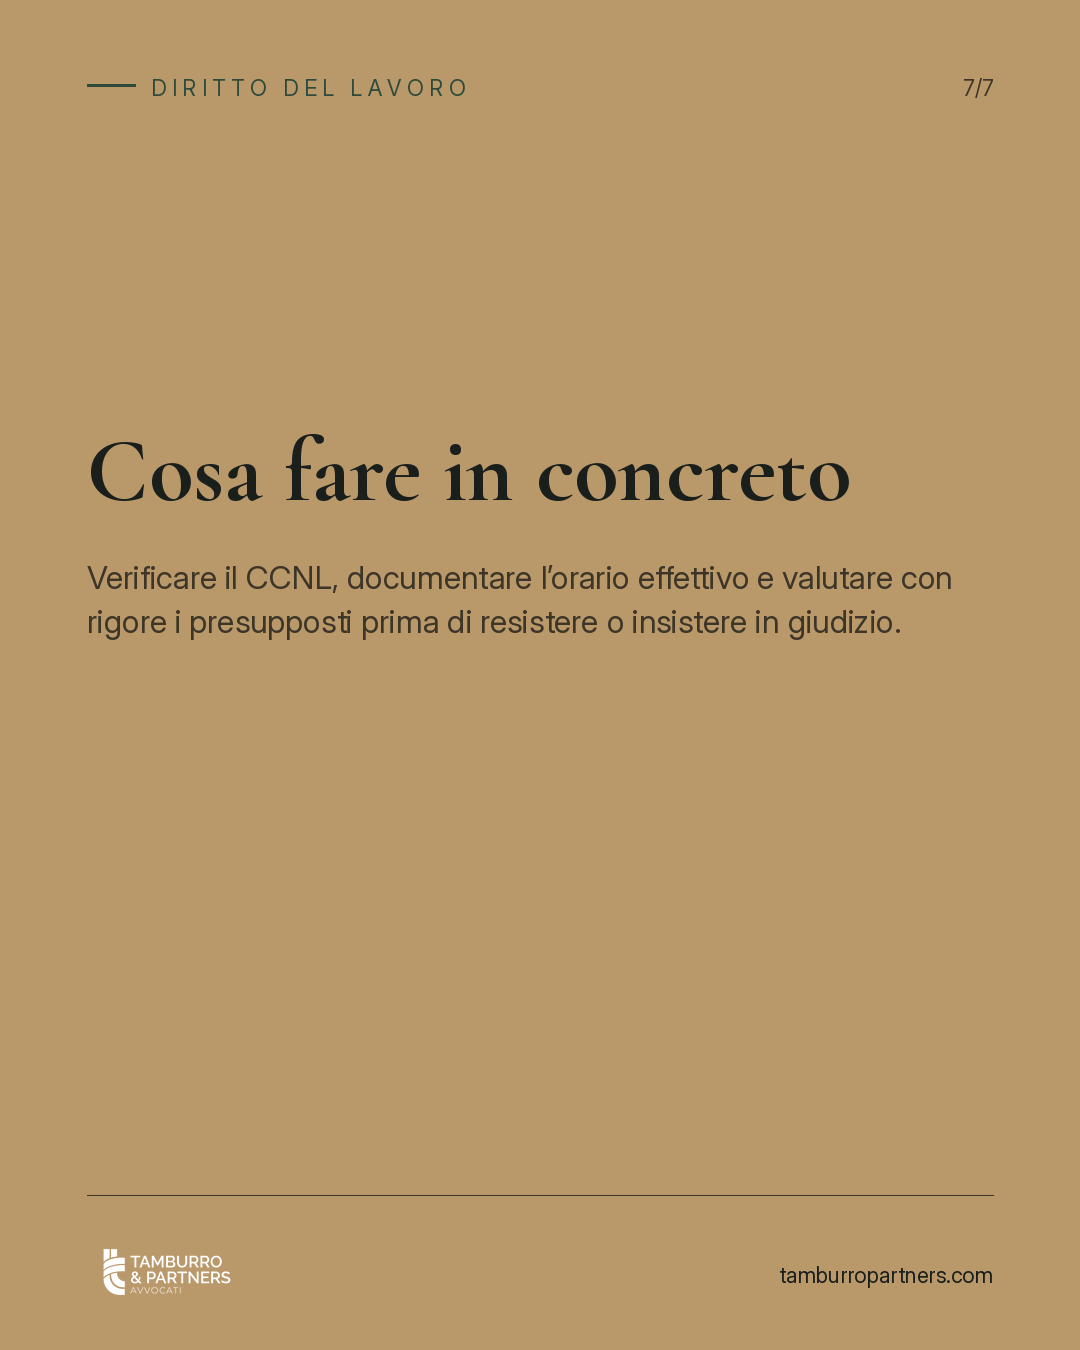 DIRITTO DEL LAVORO
7/7
Cosa fare in concreto
Verificare il CCNL, documentare l’orario effettivo e valutare con
rigore i presupposti prima di resistere o insistere in giudizio.
TAMBURRO
& PARTNERS
AVVOCATI
tamburropartners.com